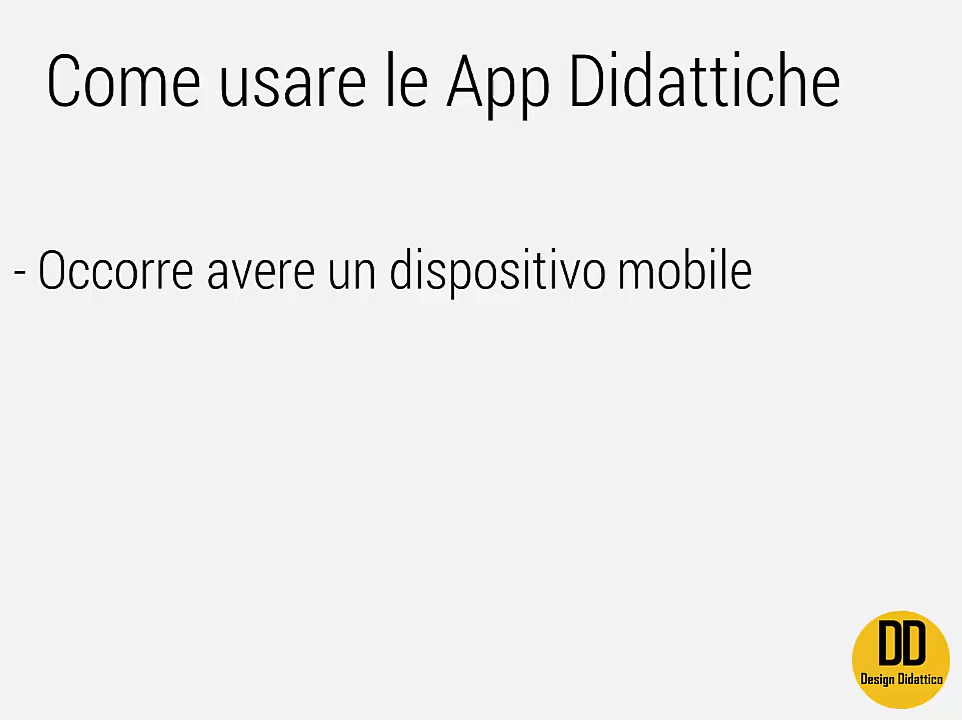 Come usare le App Didattiche
- Occorre avere un dispositivo mobile
DD
Design Didattico